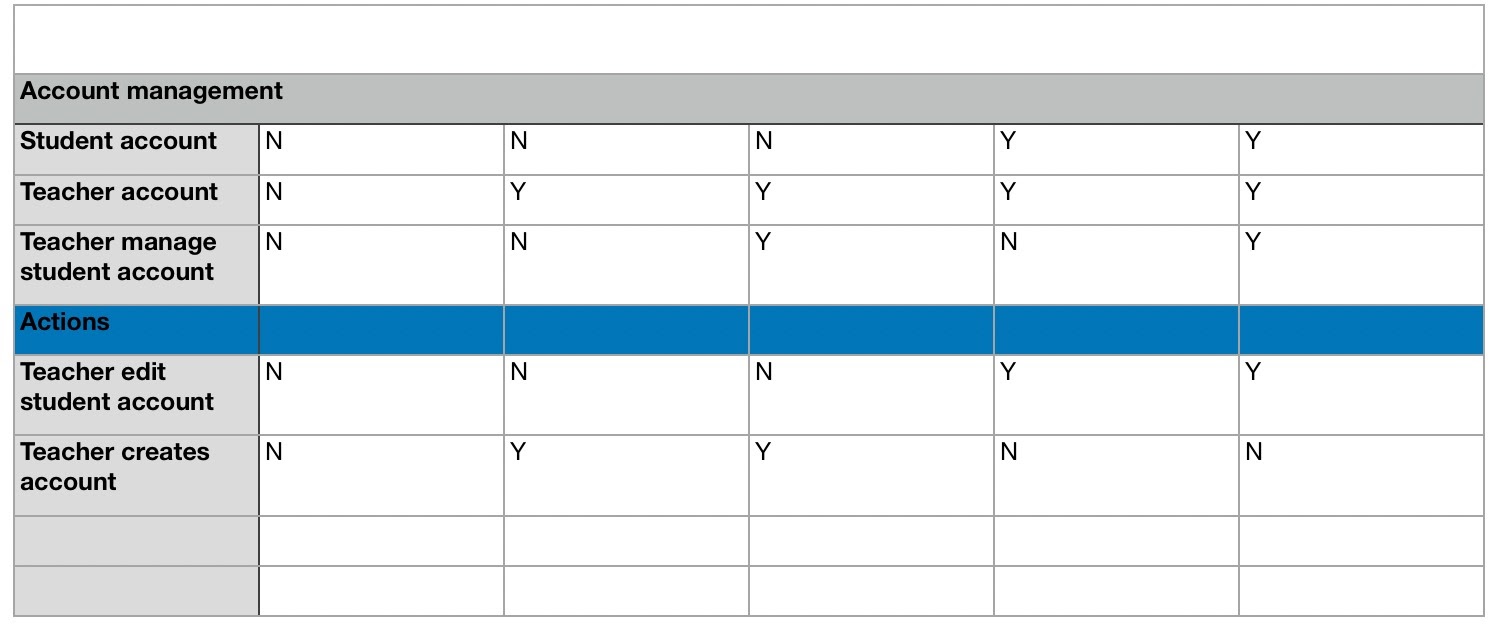 Account management
Student account N N N Y Y
Teacher account N Y Y Y Y
Teacher manage N N Y N Y
student account
Actions
Teacher edit N N N Y Y
student account
Teacher creates N Y Y N N
account